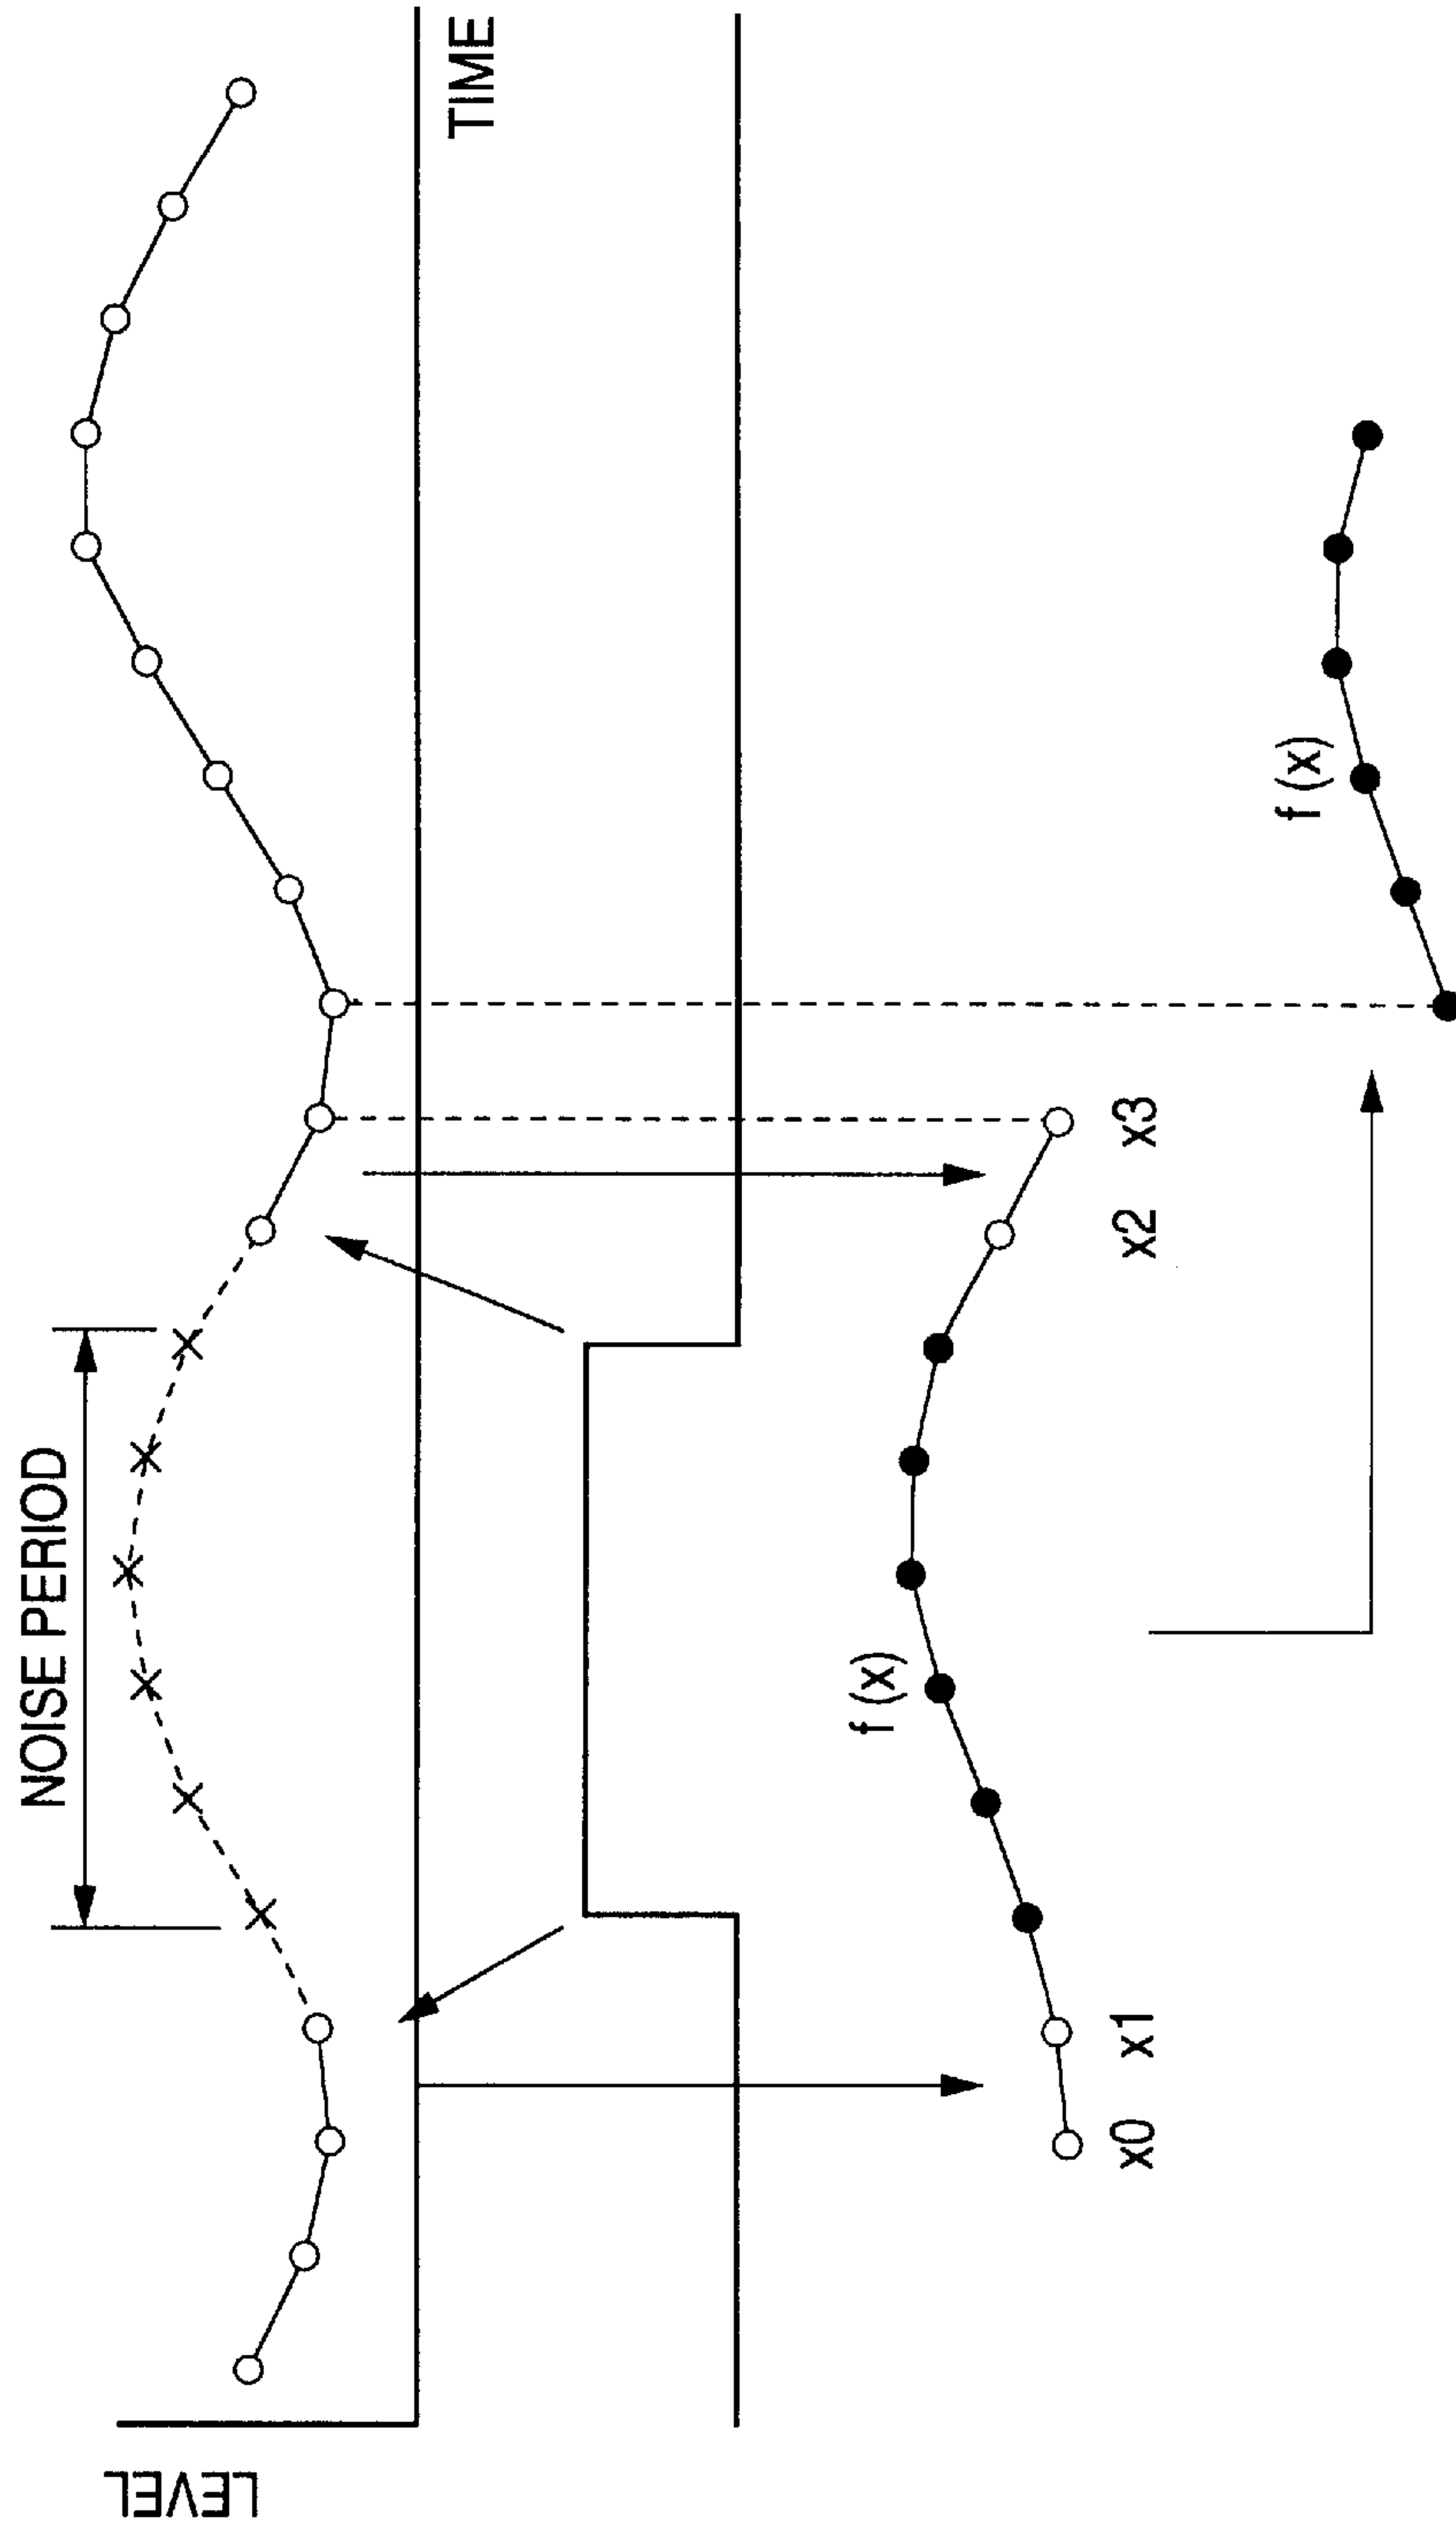 NOISE PERIOD
LEVEL
TIME
f (x)
x0 x1 x2 x3
f (x)